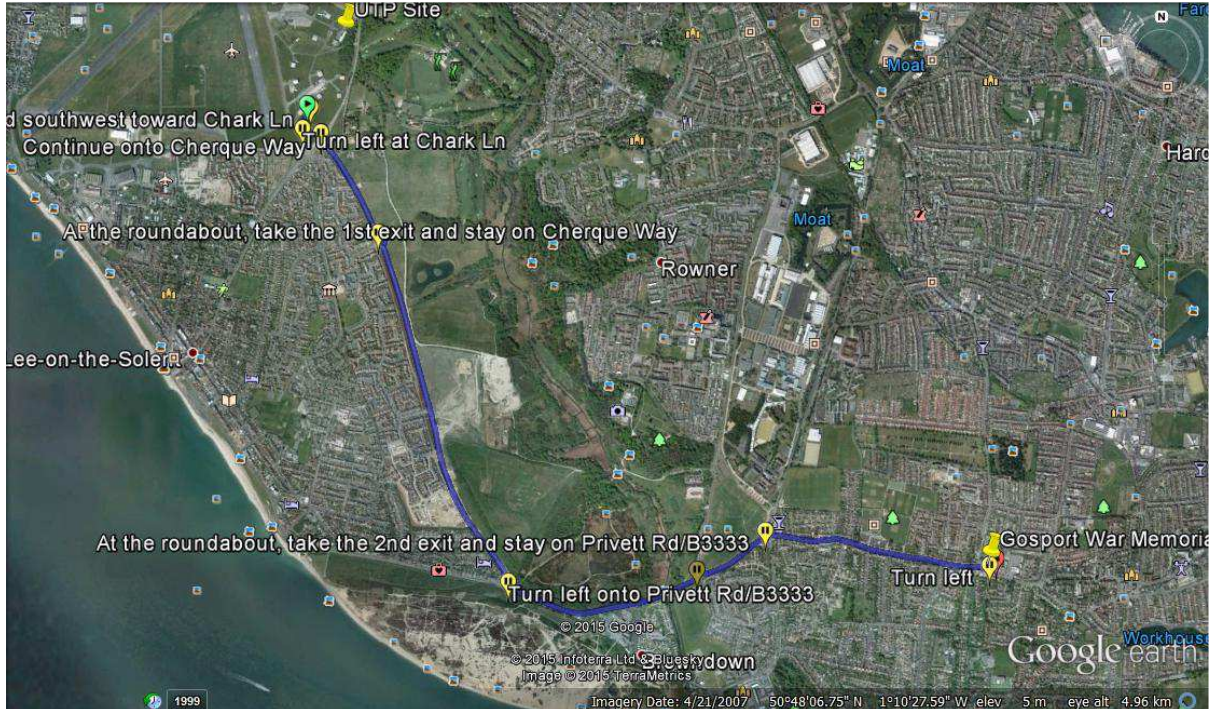 UTP Site
Moat
d southwest toward Chark Ln
Turn left at Chark Ln
Continue onto Cherque Way
Moat
At the roundabout, take the 1st exit and stay on Cherque Way
Rowner
Lee-on-the-Solent
At the roundabout, take the 2nd exit and stay on Privett Rd/B3333
Gosport War Memoria
Turn left
Turn left onto Privett Rd/B3333
© 2015 Google
Workhouse
© 2015 Infoterra Ltd & Bluesky
Browndown
Image © 2015 TerraMetrics
Google earth
1999
Imagery Date: 4/21/2007 50°48'06.75" N 1°10'27.59" W elev 5 m eye alt 4.96 km
N